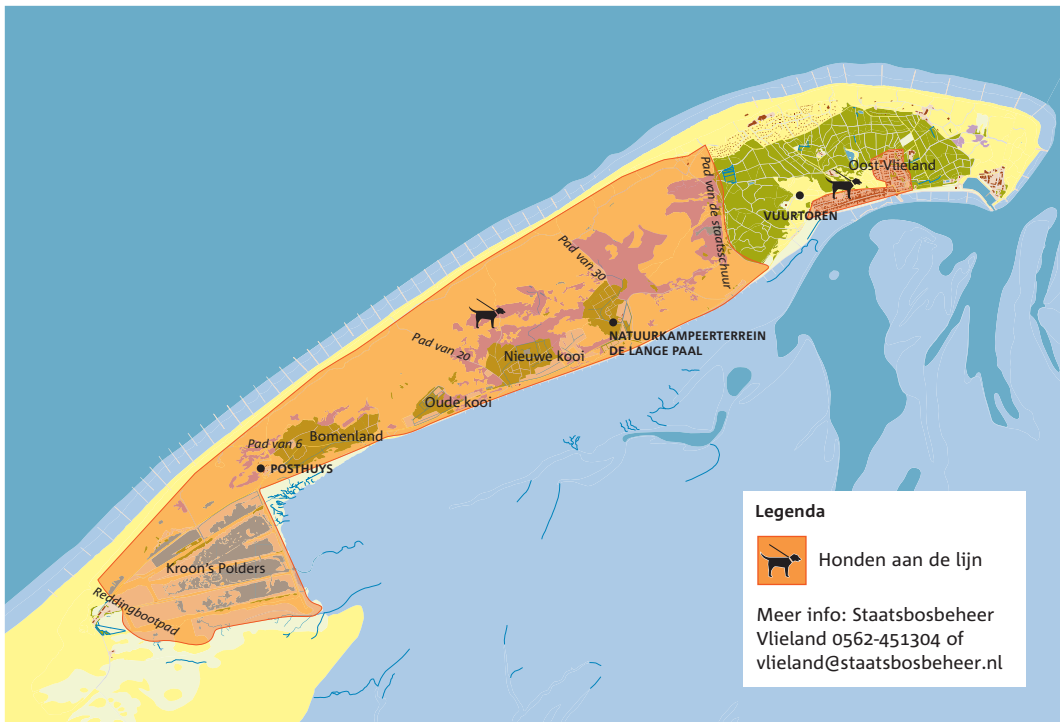 Oost-Vlieland
VUURTOREN
Pad van de staatsschuur
Pad van 30
NATUURKAMPEERTERREIN
DE LANGE PAAL
Pad van 20
Nieuwe kooi
Oude kooi
Bomenland
Pad van 6
POSTHUYS
Kroon's Polders
Reddingbootpad
Legenda
Honden aan de lijn
Meer info: Staatsbosbeheer
Vlieland 0562-451304 of
vlieland@staatsbosbeheer.nl